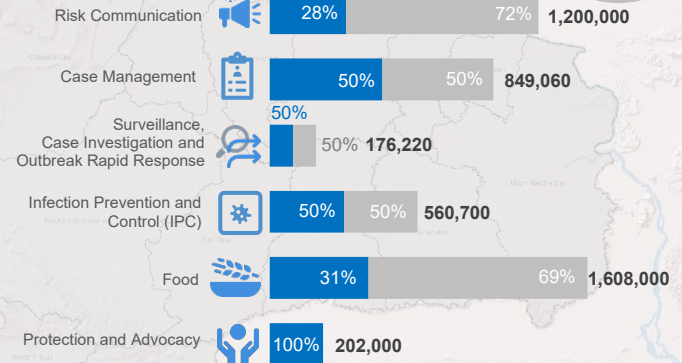 Risk Communication 28% 72% 1,200,000
Case Management 50% 50% 849,060
50%
Surveillance,
Case Investigation and 50% 176,220
Outbreak Rapid Response
Infection Prevention and 50% 50% 560,700
Control (IPC)
Food 31% 69% 1,608,000
Protection and Advocacy 100% 202,000